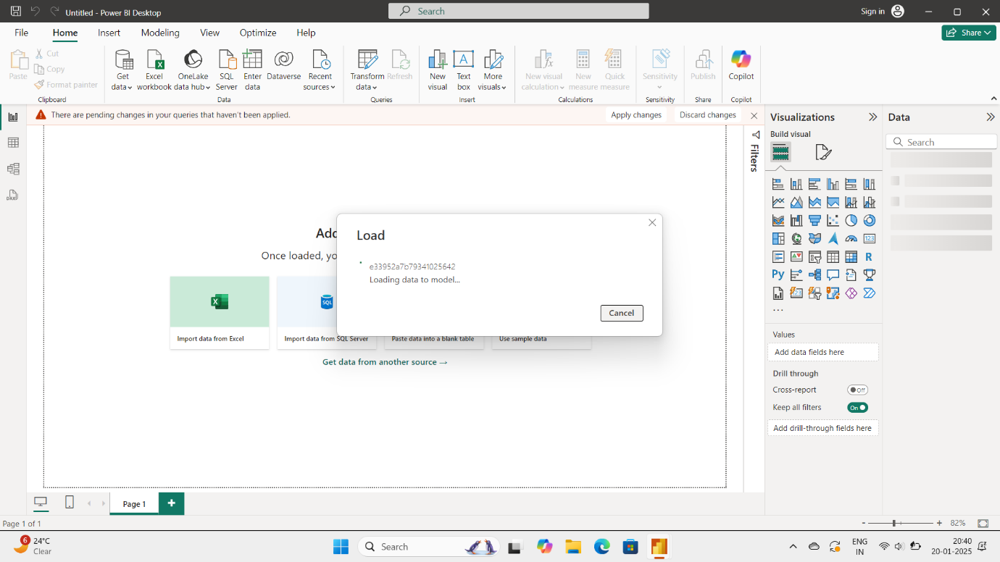 Untitled - Power BI Desktop
Search
Sign in
File
Home
Insert
Modeling
View
Optimize
Help
Share
Paste
Cut
Copy
Format painter
Clipboard
Get data
Excel workbook
OneLake data hub
SQL Server
Enter data
Dataverse
Recent sources
Data
Transform data
Refresh
Queries
New visual
Text box
More visuals
Insert
New visual calculation
New measure
Quick measure
Calculations
Sensitivity
Sensitivity
Publish
Share
Copilot
Copilot
There are pending changes in your queries that haven't been applied.
Apply changes
Discard changes
Filters
Visualizations
Build visual
Data
Search
Add
Once loaded, yo
Load
e33952a7b79341025642
Loading data to model...
Cancel
SQL
Import data from Excel
Import data from SQL Server
Paste data into a blank table
Use sample data
Get data from another source →
DAX
123
R
Py
123
...
Values
Add data fields here
Drill through
Cross-report
Off
Keep all filters
On
Add drill-through fields here
Page 1
Page 1 of 1
- + 82%
6
24°C
Clear
Search
ENG
IN
20:40
20-01-2025